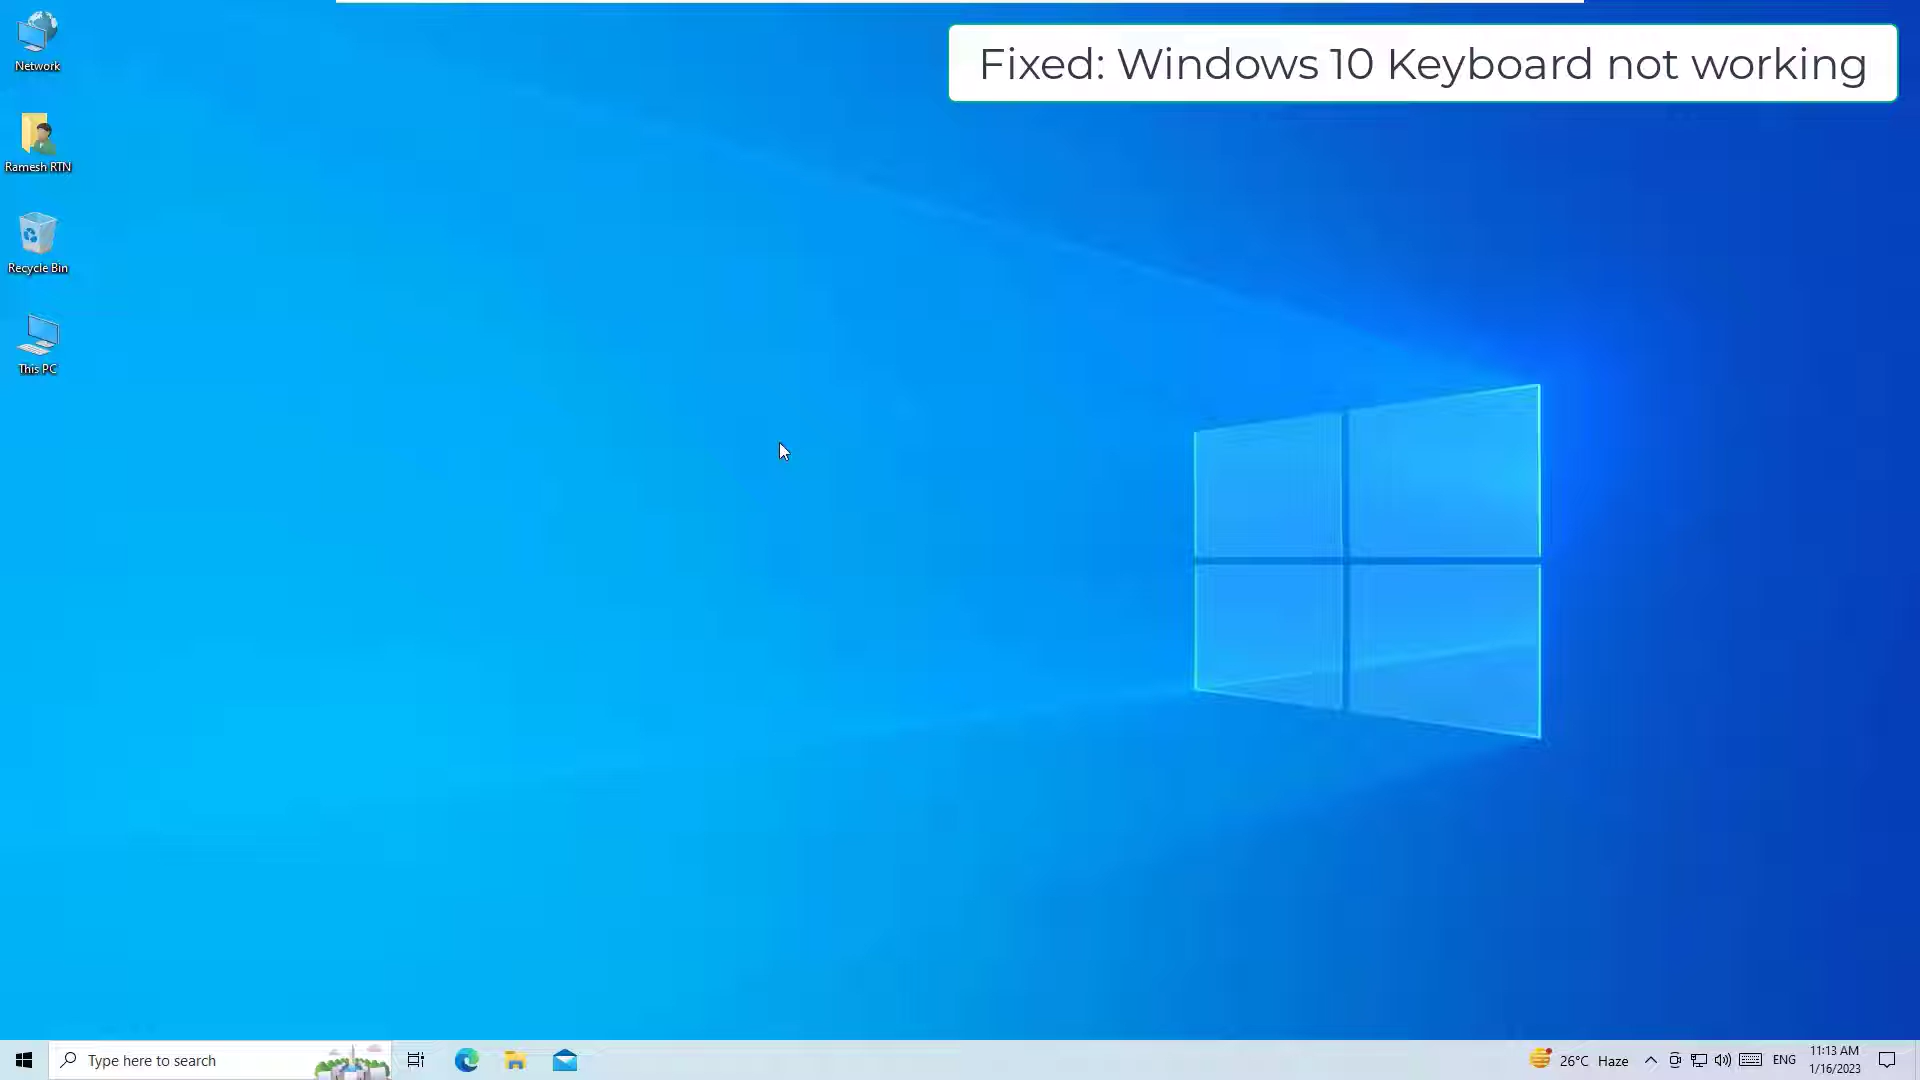 Fixed: Windows 10 Keyboard not working
Network
Ramesh RTN
Recycle Bin
This PC
Type here to search
26°C Haze
ENG
11:13 AM
1/16/2023